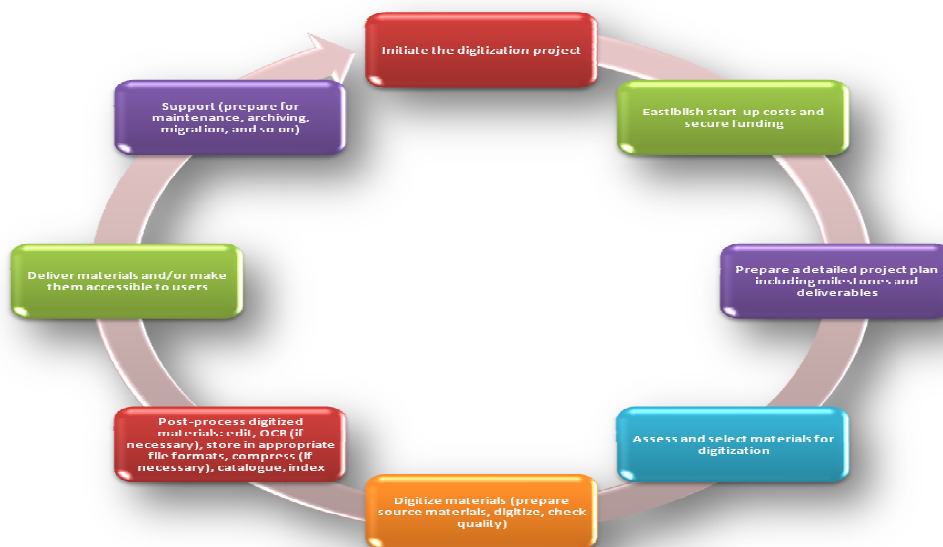 Initiate the digitization project
Eastiblish start-up costs and
secure funding
Prepare a detailed project plan
including milestones and
deliverables
Assess and select materials for
digitization
Digitize materials (prepare
source materials, digitize, check
quality)
Post-process digitized
materials: edit, OCR (if
necessary), store in appropriate
file formats, compress (if
necessary), catalogue, index
Deliver materials and/or make
them accessible to users
Support (prepare for
maintenance, archiving,
migration, and so on)